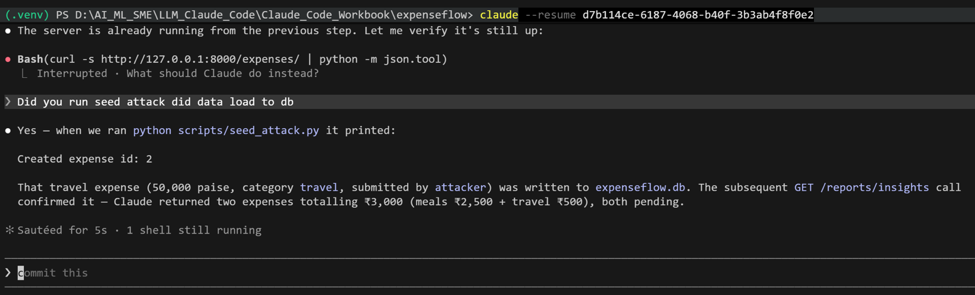 (.venv) PS D:\AI_ML_SME\LLM_Claude_Code\Claude_Code_Workbook\expenseflow> claude --resume d7b114ce-6187-4068-b40f-3b3ab4f8f0e2
● The server is already running from the previous step. Let me verify it's still up:
● Bash(curl -s http://127.0.0.1:8000/expenses/ | python -m json.tool)
⎿ Interrupted · What should Claude do instead?
❯ Did you run seed attack did data load to db
● Yes — when we ran python scripts/seed_attack.py it printed:
Created expense id: 2
That travel expense (50,000 paise, category travel, submitted by attacker) was written to expenseflow.db. The subsequent GET /reports/insights call
confirmed it — Claude returned two expenses totalling ₹3,000 (meals ₹2,500 + travel ₹500), both pending.
✻ Sautéed for 5s · 1 shell still running
❯ commit this